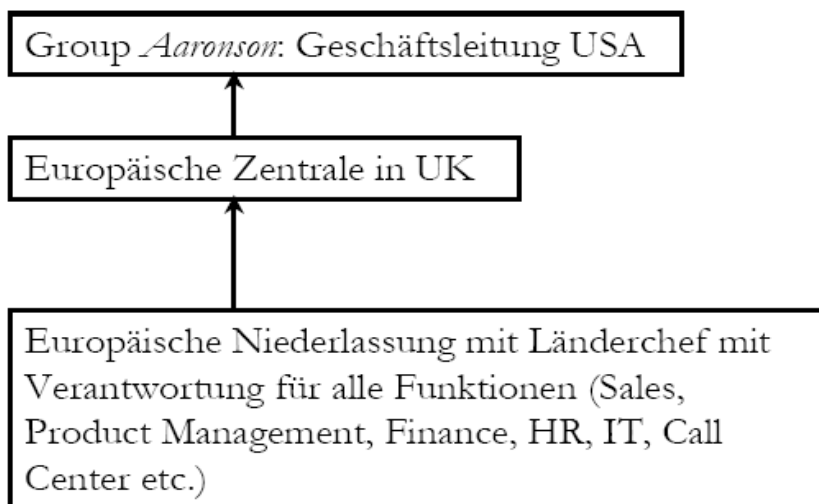 Group Aaronson: Geschäftsleitung USA
Europäische Zentrale in UK
Europäische Niederlassung mit Länderchef mit
Verantwortung für alle Funktionen (Sales,
Product Management, Finance, HR, IT, Call
Center etc.)